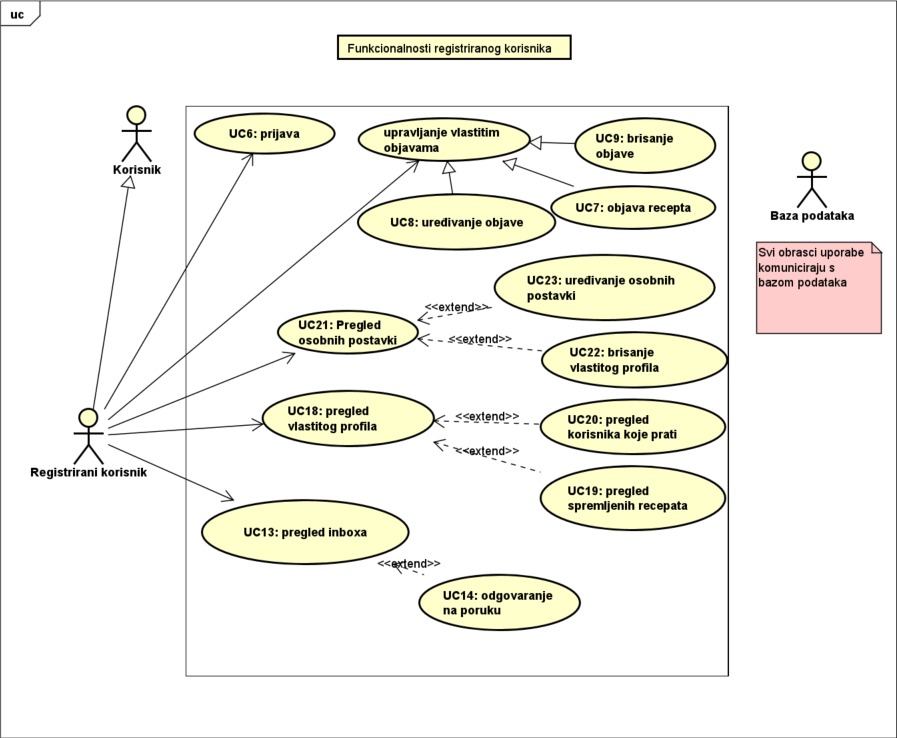 uc
Funkcionalnosti registriranog korisnika
Korisnik
UC6: prijava
upravljanje vlastitim
objavama
UC9: brisanje
objave
UC8: uređivanje objave
UC7: objava recepta
Baza podataka
Svi obrasci uporabe
komuniciraju s
bazom podataka
UC23: uređivanje osobnih
postavki
<<extend>>
UC21: Pregled
osobnih postavki
<<extend>>
UC22: brisanje
vlastitog profila
UC18: pregled
vlastitog profila
<<extend>>
UC20: pregled
korisnika koje prati
<<extend>>
Registrirani korisnik
UC19: pregled
spremljenih recepata
UC13: pregled inboxa
<<extend>>
UC14: odgovaranje
na poruku